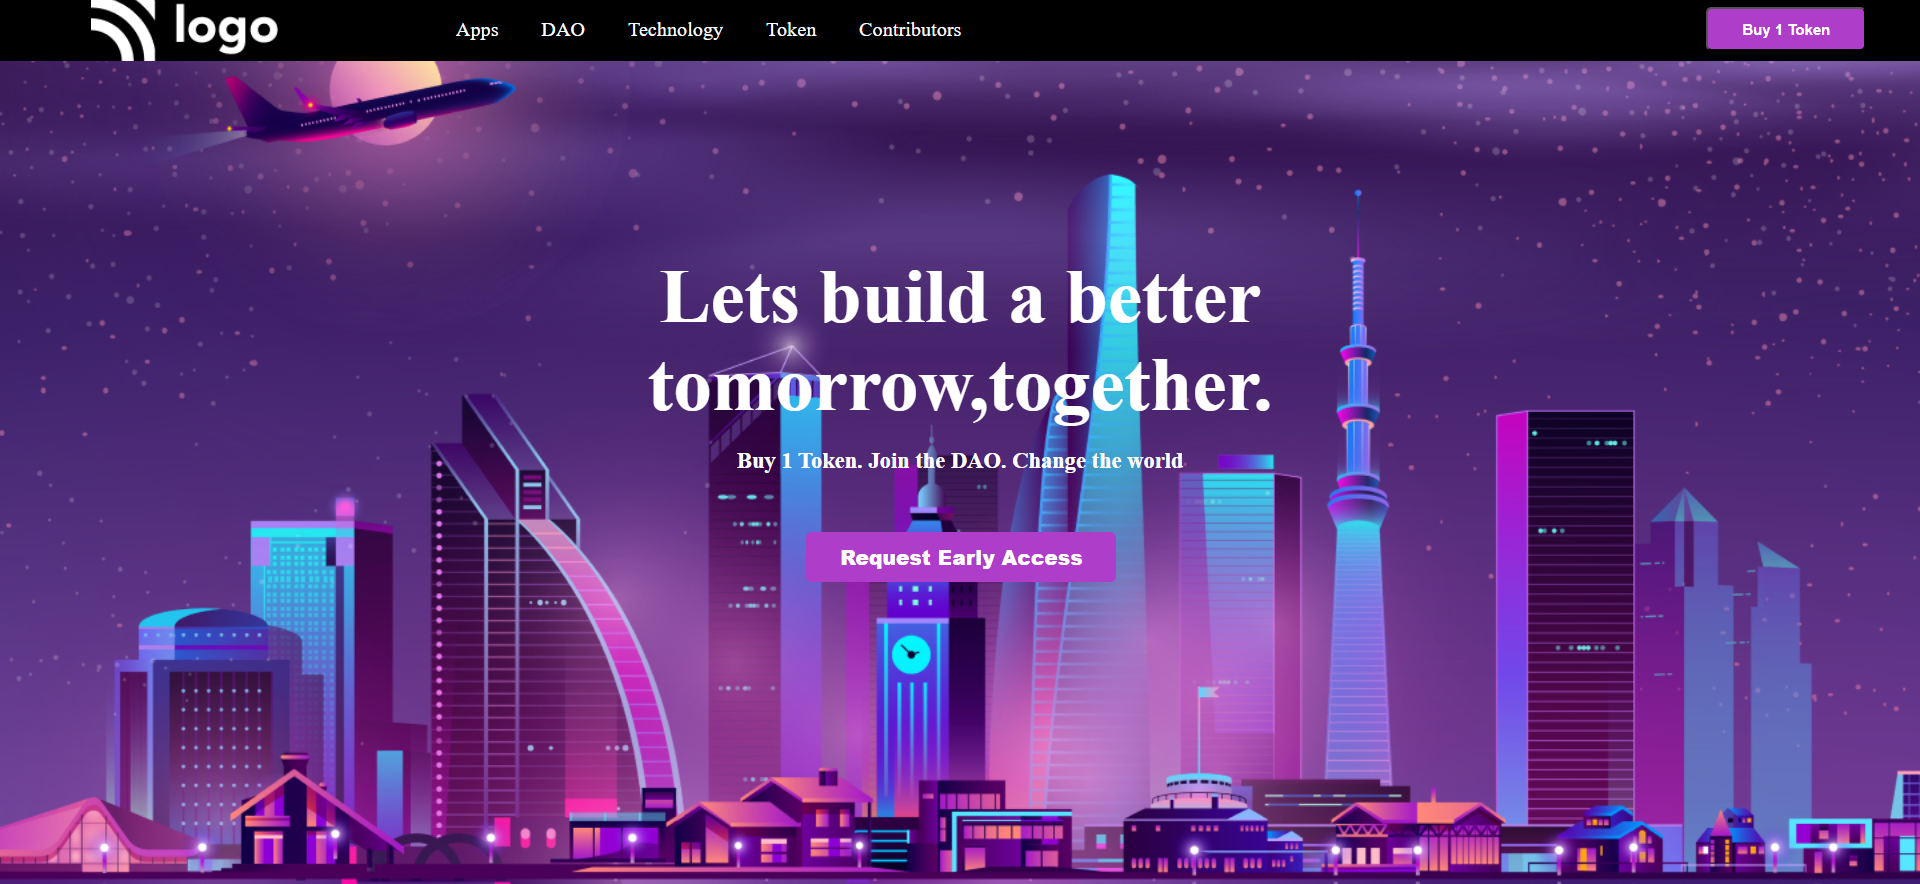 logo
Apps DAO Technology Token Contributors
Buy 1 Token
Lets build a better
tomorrow,together.
Buy 1 Token. Join the DAO. Change the world
Request Early Access